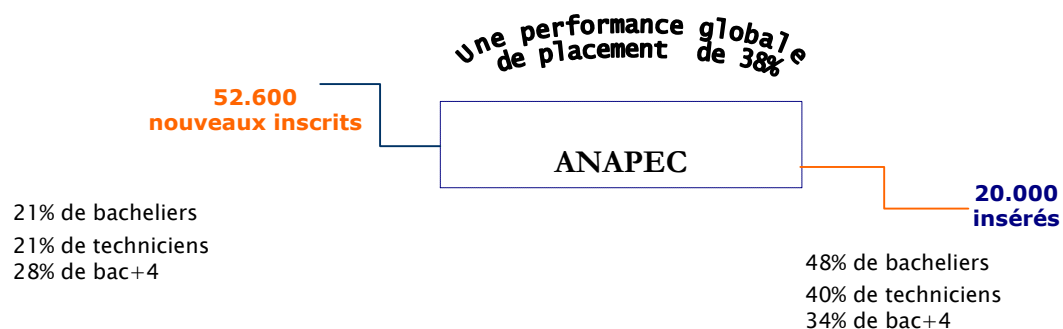 Une performance globale
de placement de 38%
52.600
nouveaux inscrits
ANAPEC
20.000
insérés
21% de bacheliers
21% de techniciens
28% de bac+4
48% de bacheliers
40% de techniciens
34% de bac+4